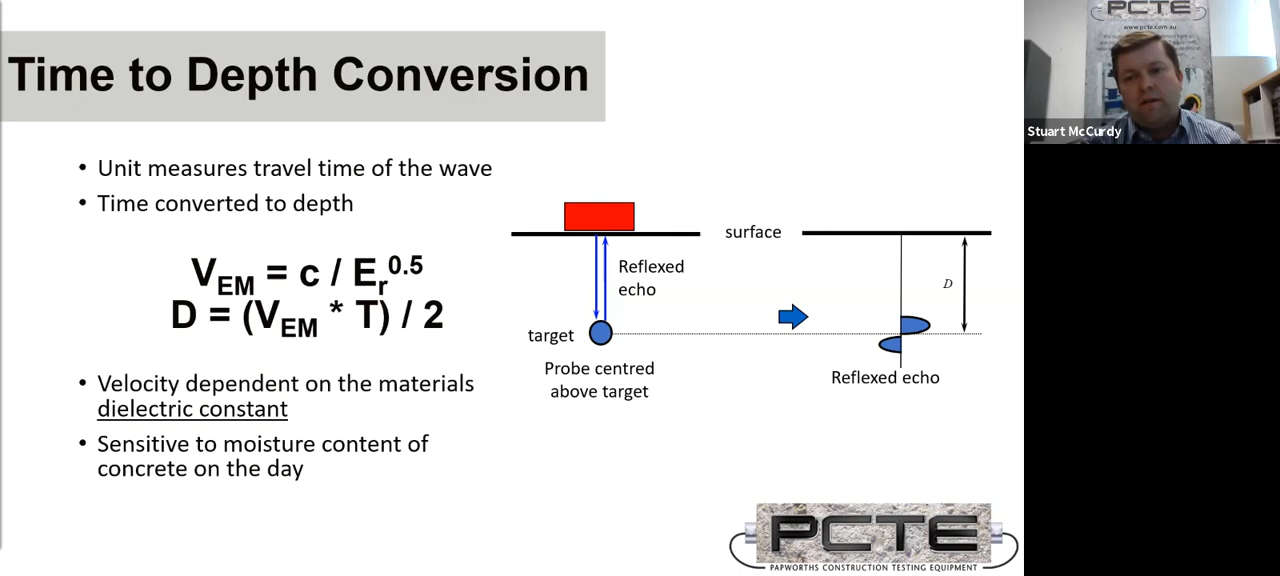 Time to Depth Conversion
• Unit measures travel time of the wave
• Time converted to depth
V_EM = c / E_r^0.5
D = (V_EM * T) / 2
• Velocity dependent on the materials
dielectric constant
• Sensitive to moisture content of
concrete on the day
surface
Reflexed
echo
target
Probe centred
above target
D
Reflexed echo
PCTE
PAPWORTHS CONSTRUCTION TESTING EQUIPMENT
PCTE
www.pcte.com.au
Stuart McCurdy